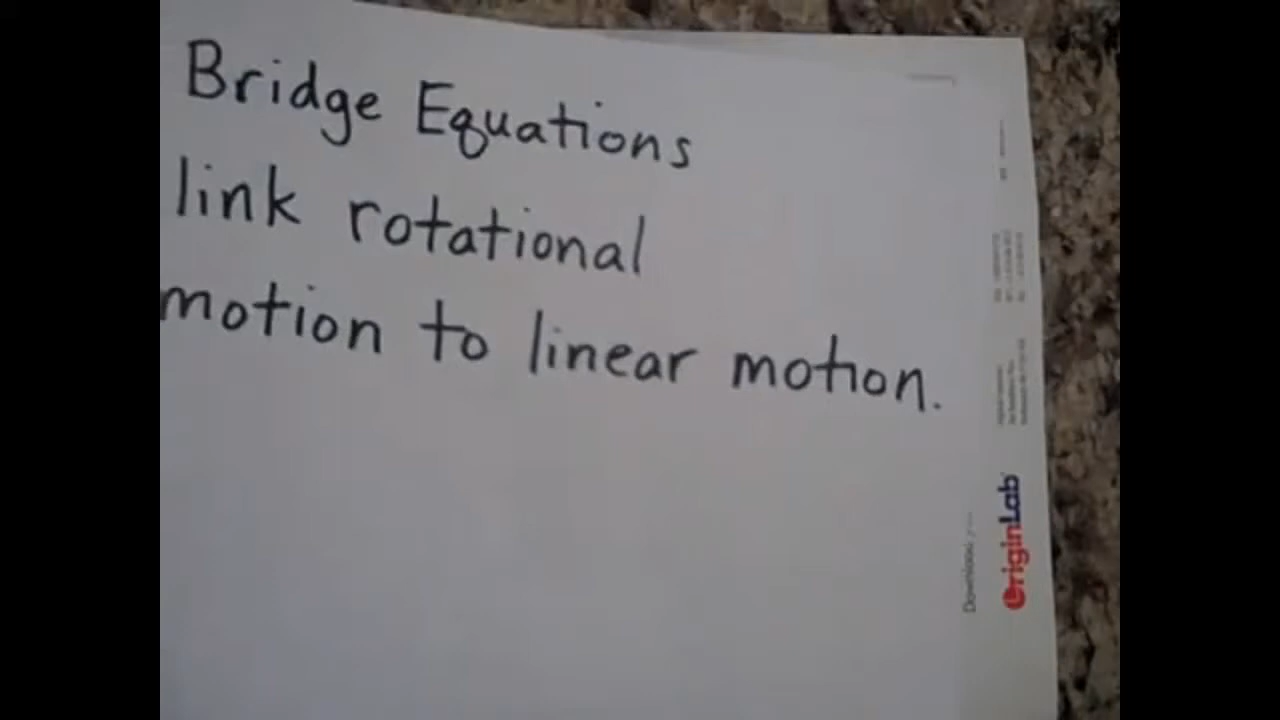 Bridge Equations
link rotational
motion to linear motion.
OriginLab